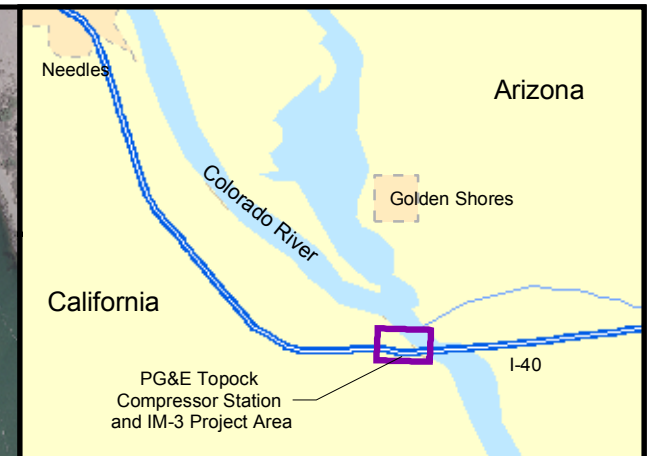 Needles
Arizona
Colorado River
Golden Shores
California
I-40
PG&E Topock
Compressor Station
and IM-3 Project Area